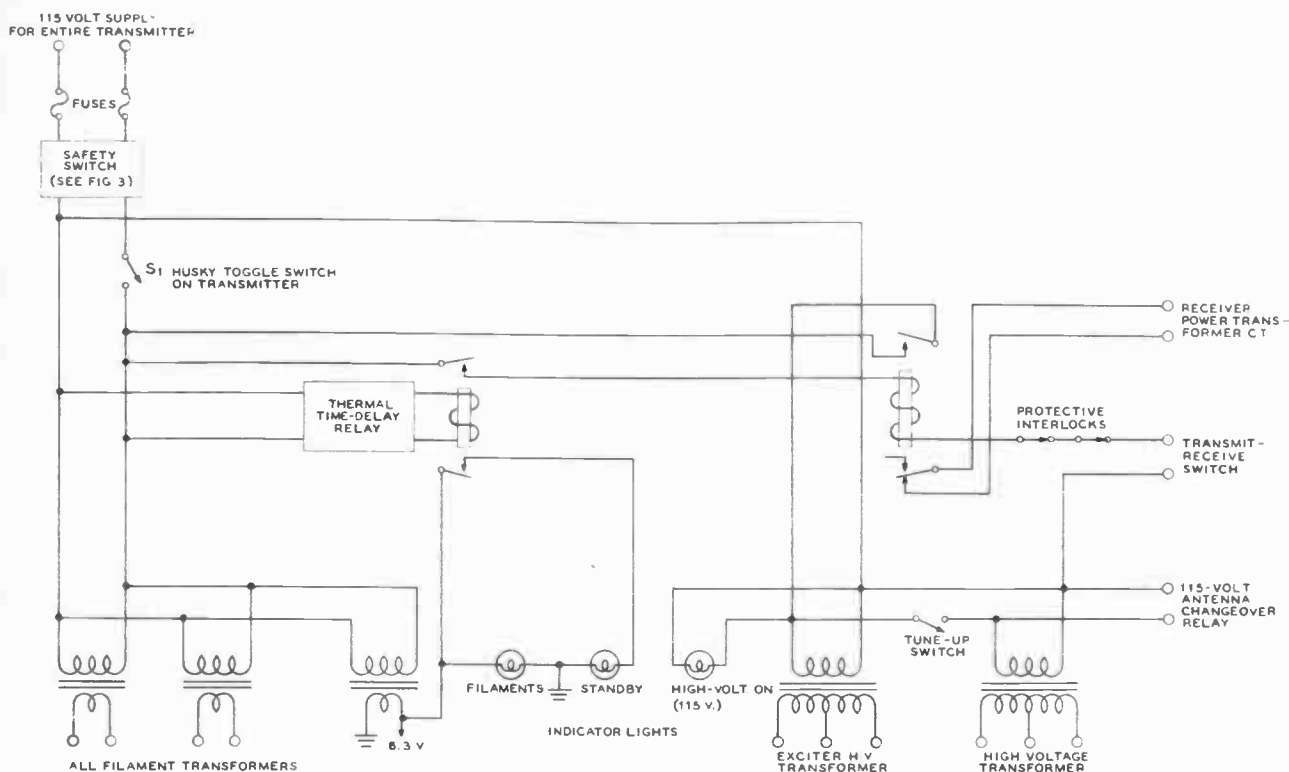 115 VOLT SUPPLY
FOR ENTIRE TRANSMITTER
FUSES
SAFETY
SWITCH
(SEE FIG 3)
S1 HUSKY TOGGLE SWITCH
ON TRANSMITTER
RECEIVER
POWER TRANS-
FORMER CT
THERMAL
TIME-DELAY
RELAY
PROTECTIVE
INTERLOCKS
TRANSMIT-
RECEIVE
SWITCH
115-VOLT
ANTENNA
CHANGEOVER
RELAY
TUNE-UP
SWITCH
FILAMENTS
STANDBY
HIGH-VOLT ON
(115 V.)
INDICATOR LIGHTS
6.3 V
ALL FILAMENT TRANSFORMERS
EXCITER H V
TRANSFORMER
HIGH VOLTAGE
TRANSFORMER